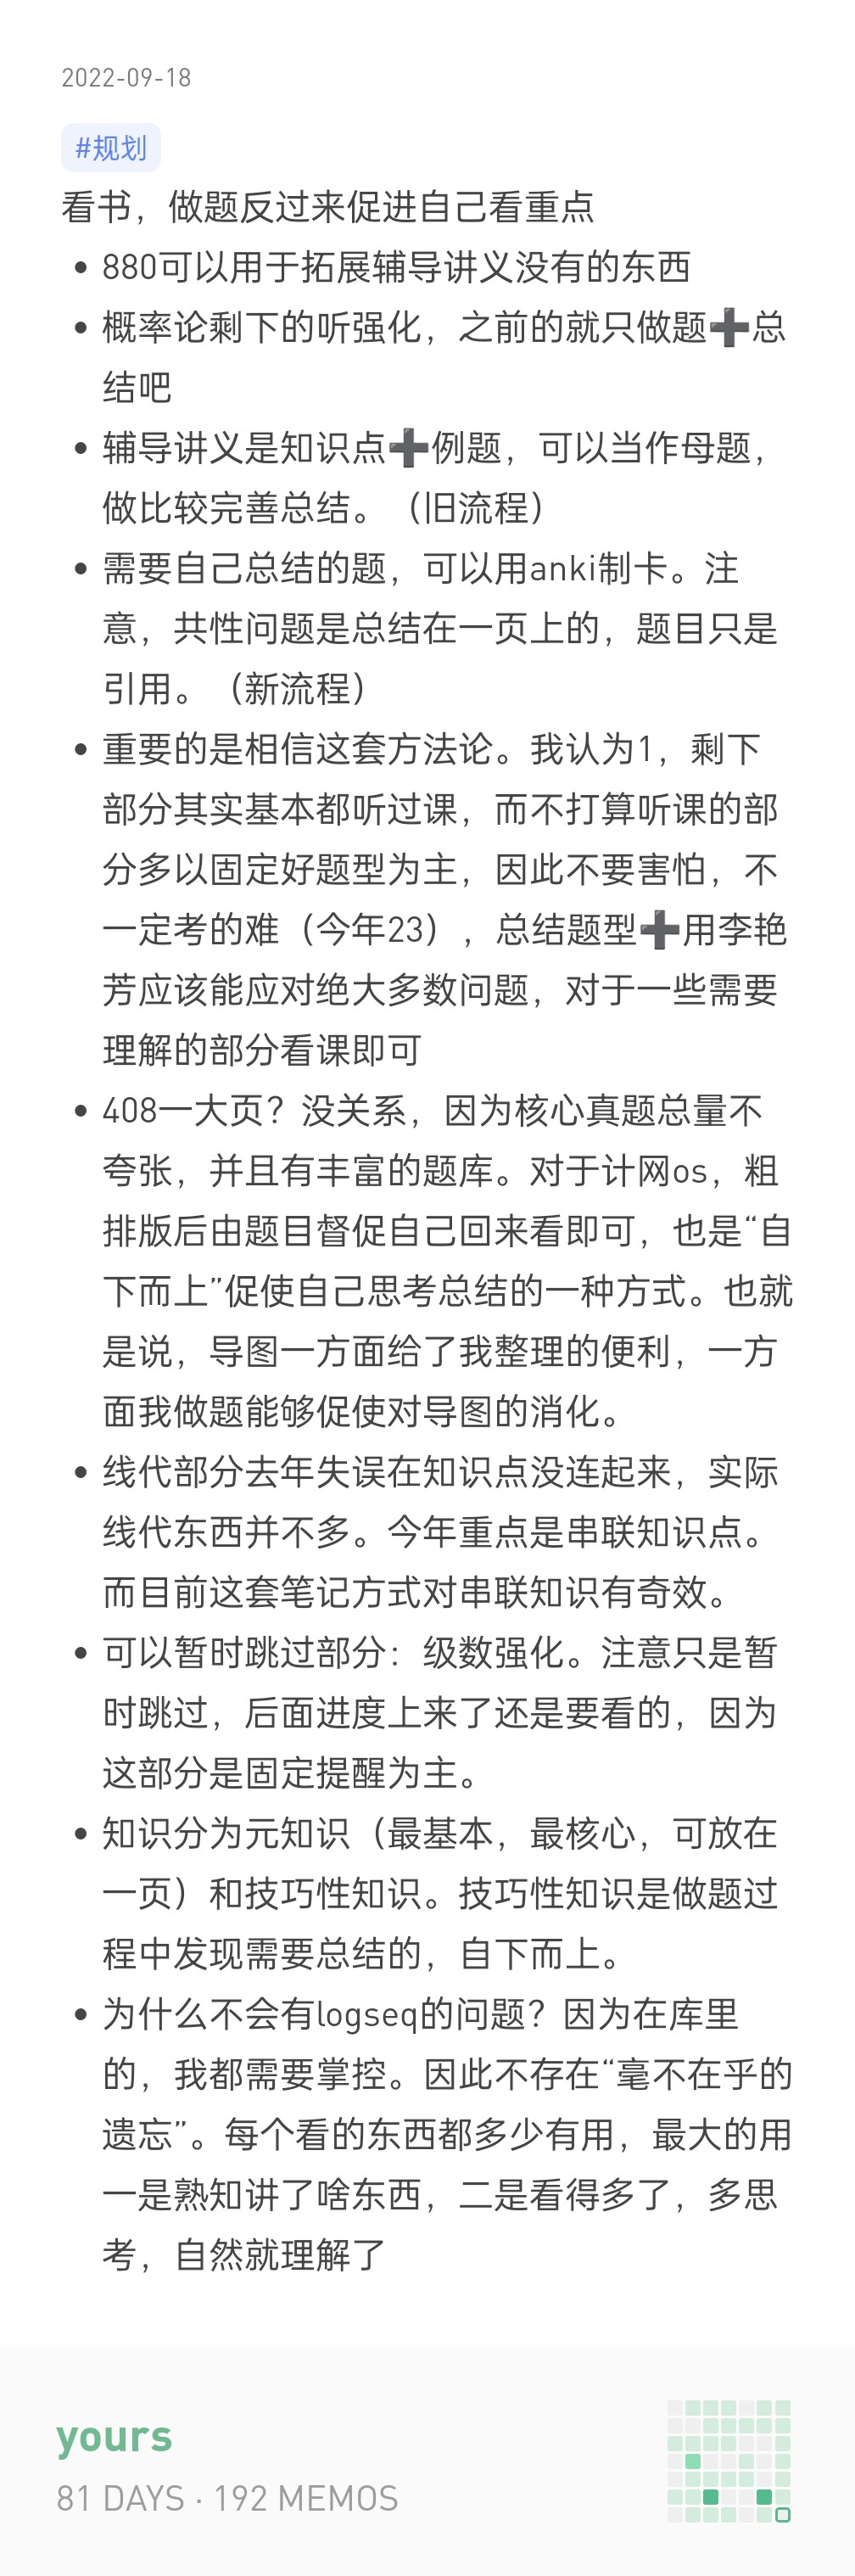 2022-09-18
#规划
看书，做题反过来促进自己看重点
• 880可以用于拓展辅导讲义没有的东西
• 概率论剩下的听强化，之前的就只做题➕总
结吧
• 辅导讲义是知识点➕例题，可以当作母题，
做比较完善总结。（旧流程）
• 需要自己总结的题，可以用anki制卡。注
意，共性问题是总结在一页上的，题目只是
引用。（新流程）
• 重要的是相信这套方法论。我认为1，剩下
部分其实基本都听过课，而不打算听课的部
分多以固定好题型为主，因此不要害怕，不
一定考的难（今年23），总结题型➕用李艳
芳应该能应对绝大多数问题，对于一些需要
理解的部分看课即可
• 408一大页？没关系，因为核心真题总量不
夸张，并且有丰富的题库。对于计网os，粗
排版后由题目督促自己回来看即可，也是“自
下而上”促使自己思考总结的一种方式。也就
是说，导图一方面给了我整理的便利，一方
面我做题能够促使对导图的消化。
• 线代部分去年失误在知识点没连起来，实际
线代东西并不多。今年重点是串联知识点。
而目前这套笔记方式对串联知识有奇效。
• 可以暂时跳过部分：级数强化。注意只是暂
时跳过，后面进度上来了还是要看的，因为
这部分是固定提醒为主。
• 知识分为元知识（最基本，最核心，可放在
一页）和技巧性知识。技巧性知识是做题过
程中发现需要总结的，自下而上。
• 为什么不会有logseq的问题？因为在库里
的，我都需要掌控。因此不存在“毫不在乎的
遗忘”。每个看的东西都多少有用，最大的用
一是熟知讲了啥东西，二是看得多了，多思
考，自然就理解了
yours
81 DAYS · 192 MEMOS